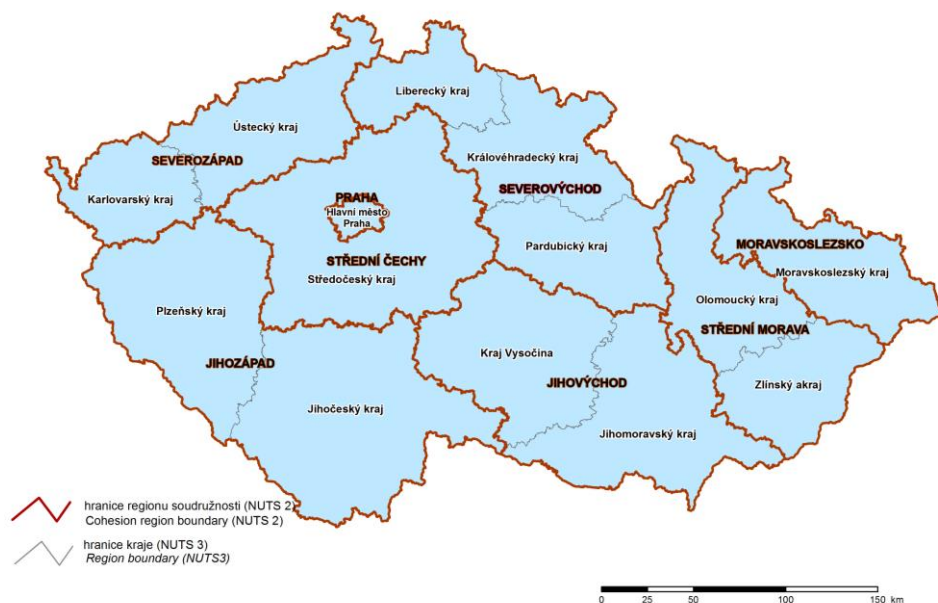 Liberecký kraj
Ústecký kraj
SEVEROZÁPAD
Královéhradecký kraj
Karlovarský kraj
PRAHA
SEVEROVÝCHOD
Hlavní město
Praha
Pardubický kraj
MORAVSKOSLEZSKO
STŘEDNÍ ČECHY
Moravskoslezský kraj
Středočeský kraj
Olomoucký kraj
Plzeňský kraj
STŘEDNÍ MORAVA
Kraj Vysočina
JIHOZÁPAD
JIHOVÝCHOD
Zlínský akraj
Jihočeský kraj
Jihomoravský kraj
hranice regionu soudružnosti (NUTS 2)
Cohesion region boundary (NUTS 2)
hranice kraje (NUTS 3)
Region boundary (NUTS3)
0 25 50 100 150 km